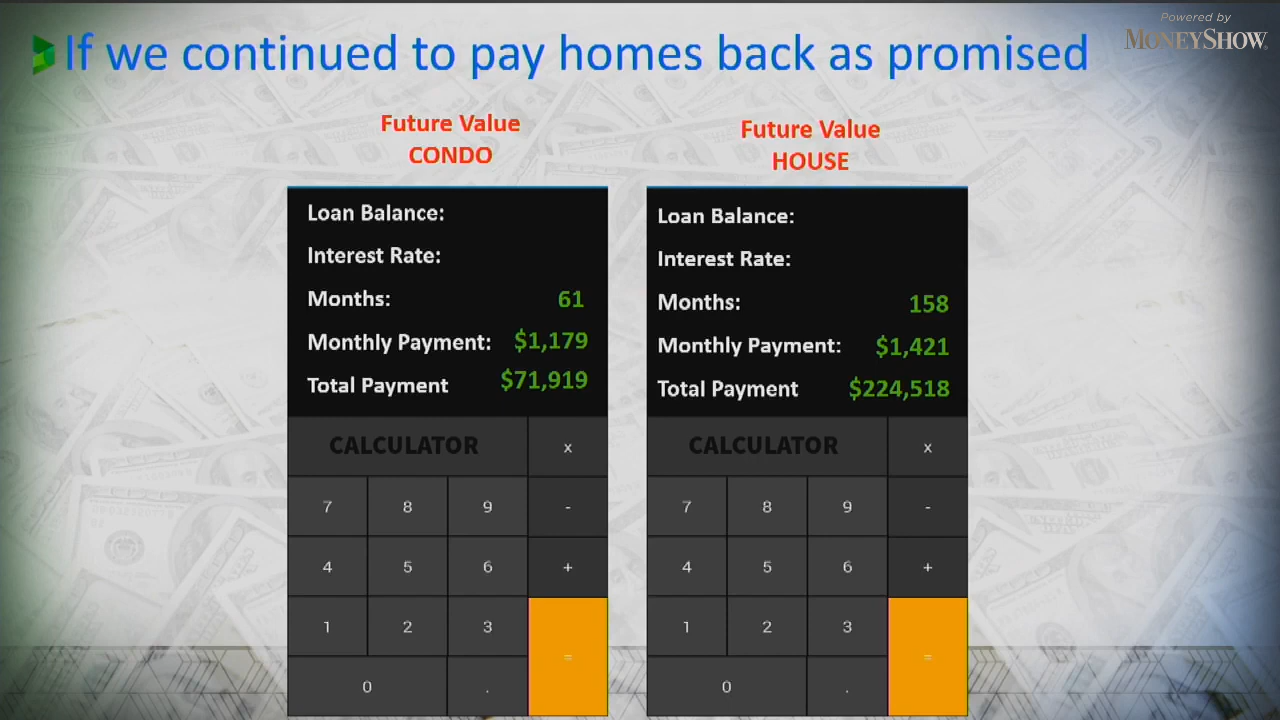 Powered by
MONEYSHOW
If we continued to pay homes back as promised
Future Value
CONDO
Loan Balance:
Interest Rate:
Months: 61
Monthly Payment: $1,179
Total Payment $71,919
CALCULATOR x
7 8 9 -
4 5 6 +
1 2 3 =
0 .
Future Value
HOUSE
Loan Balance:
Interest Rate:
Months: 158
Monthly Payment: $1,421
Total Payment $224,518
CALCULATOR x
7 8 9 -
4 5 6 +
1 2 3 =
0 .